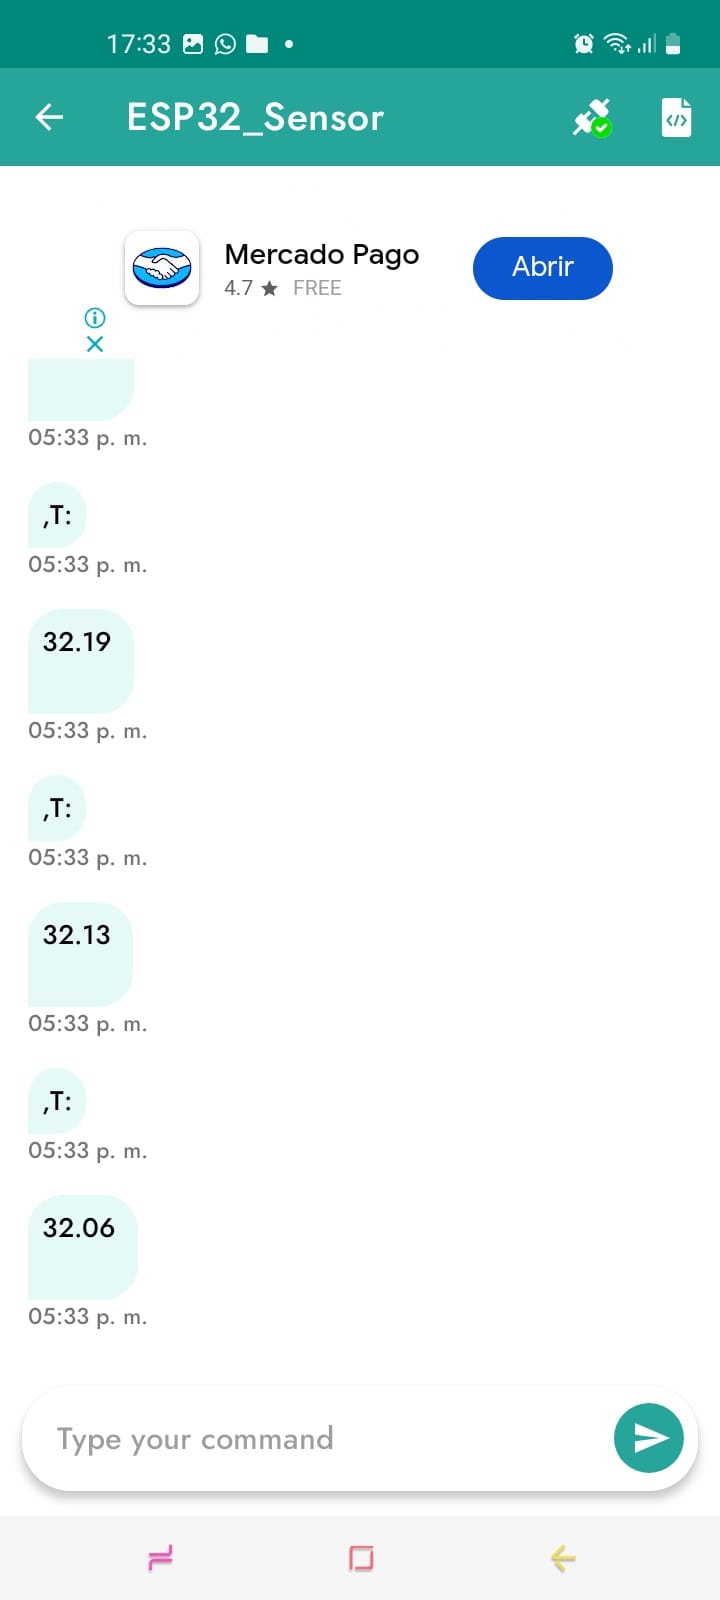 17:33
ESP32_Sensor
Mercado Pago
4.7 ★ FREE
Abrir
05:33 p. m.
,T:
05:33 p. m.
32.19
05:33 p. m.
,T:
05:33 p. m.
32.13
05:33 p. m.
,T:
05:33 p. m.
32.06
05:33 p. m.
Type your command